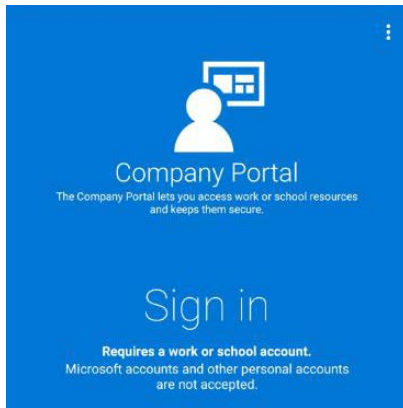 Company Portal
The Company Portal lets you access work or school resources
and keeps them secure.
Sign in
Requires a work or school account.
Microsoft accounts and other personal accounts
are not accepted.